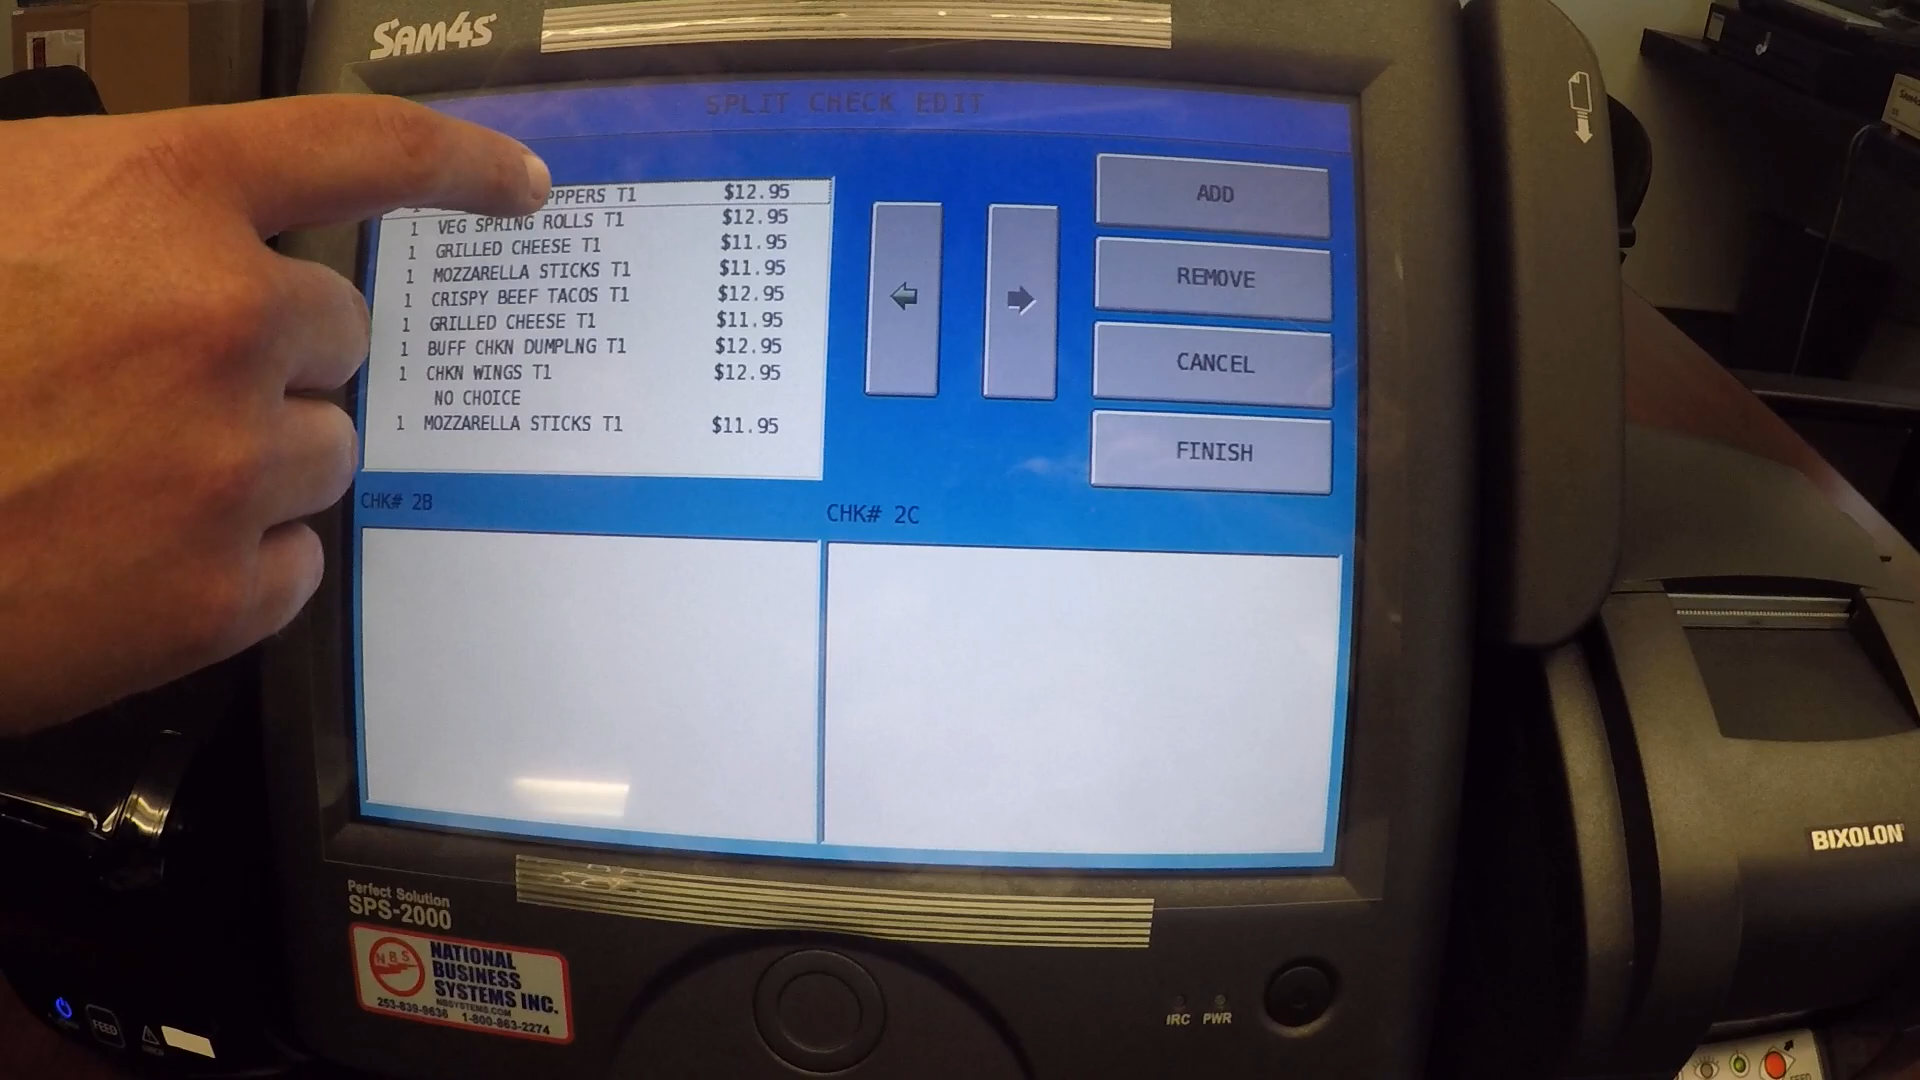 SAM4S
SPLIT CHECK EDIT
1 PPPERS T1 $12.95
1 VEG SPRING ROLLS T1 $12.95
1 GRILLED CHEESE T1 $11.95
1 MOZZARELLA STICKS T1 $11.95
1 CRISPY BEEF TACOS T1 $12.95
1 GRILLED CHEESE T1 $11.95
1 BUFF CHKN DUMPLNG T1 $12.95
1 CHKN WINGS T1 $12.95
NO CHOICE
1 MOZZARELLA STICKS T1 $11.95
ADD
REMOVE
CANCEL
FINISH
CHK# 2B
CHK# 2C
Perfect Solution
SPS-2000
NBS
NATIONAL
BUSINESS
SYSTEMS INC.
NBSYSTEMS.COM
253-839-9636 1-800-863-2274
IRC PWR
BIXOLON
FEED
FEED